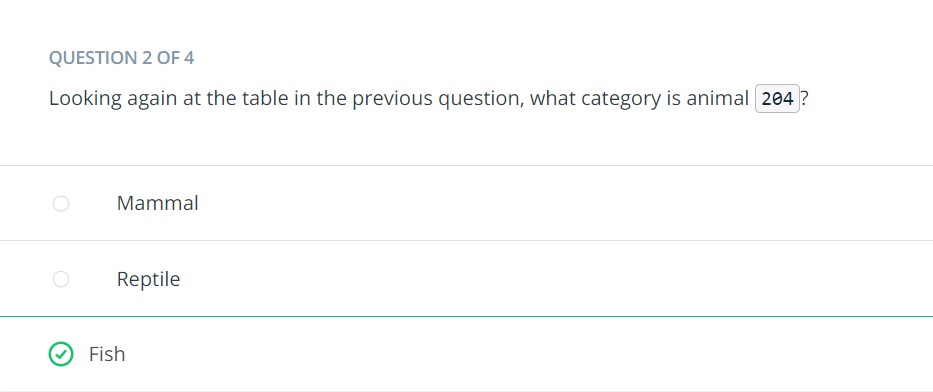 QUESTION 2 OF 4
Looking again at the table in the previous question, what category is animal 204?
Mammal
Reptile
Fish